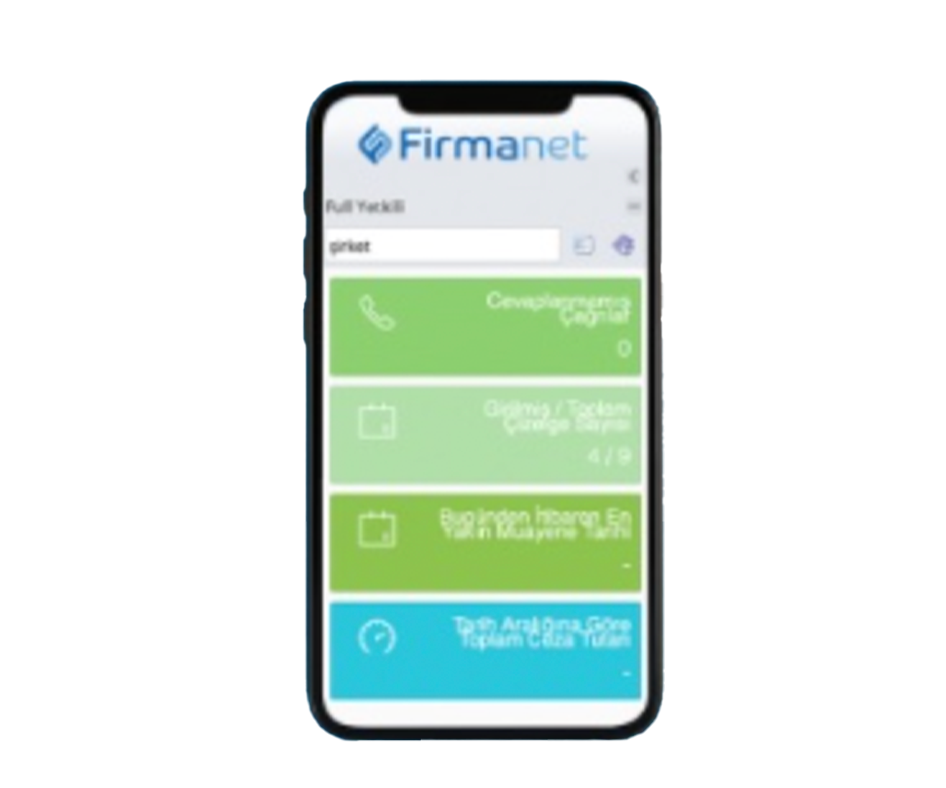 Firmanet
Full Yetkili
şirket
Cevaplanmamış
Çağrılar
0
Girilmiş / Toplam
Çizelge Sayısı
4 / 9
Bugünden İtibaren En
Yakın Muayene Tarihi
-
Tarih Aralığına Göre
Toplam Ceza Tutarı
-